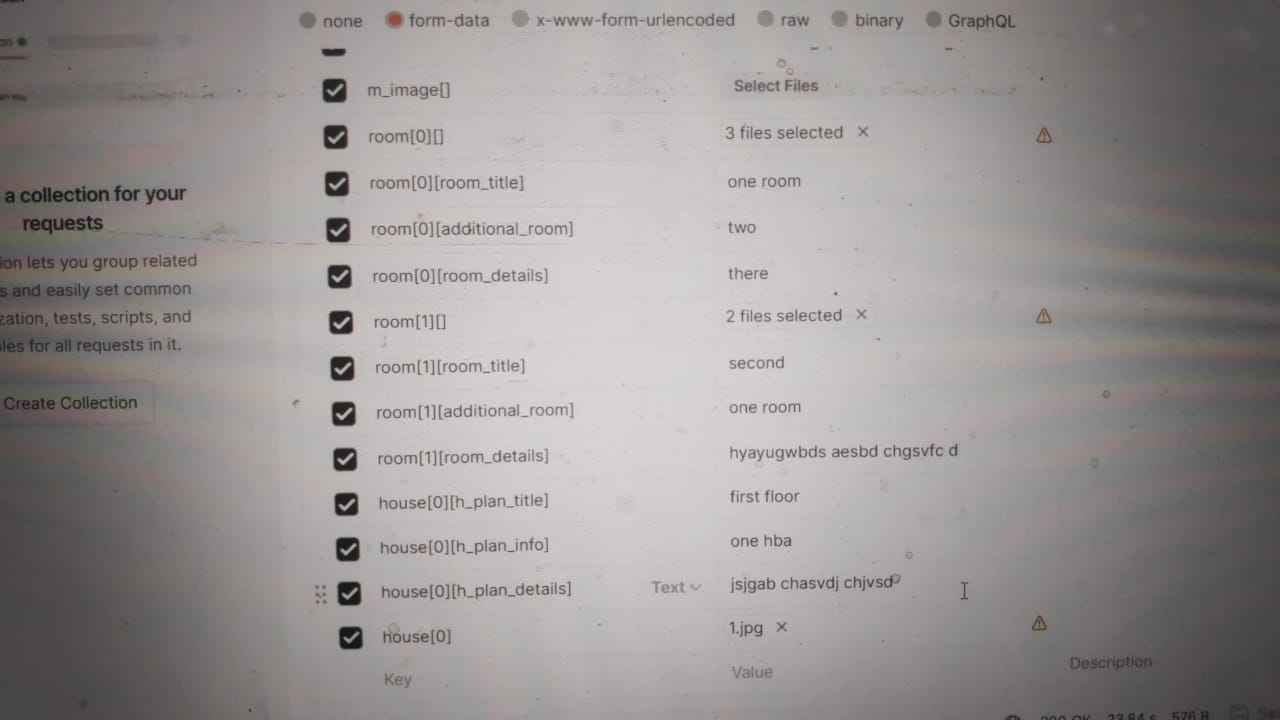 none form-data x-www-form-urlencoded raw binary GraphQL
m_image[] Select Files
room[0][] 3 files selected ×
room[0][room_title] one room
room[0][additional_room] two
room[0][room_details] there
room[1][] 2 files selected ×
room[1][room_title] second
room[1][additional_room] one room
room[1][room_details] hyayugwbds aesbd chgsvfc d
house[0][h_plan_title] first floor
house[0][h_plan_info] one hba
house[0][h_plan_details] Text jsjgab chasvdj chjvsd
house[0] 1.jpg ×
Key Value Description
a collection for your
requests
ion lets you group related
s and easily set common
zation, tests, scripts, and
les for all requests in it.
Create Collection
200 OK 23.84 s 576 B